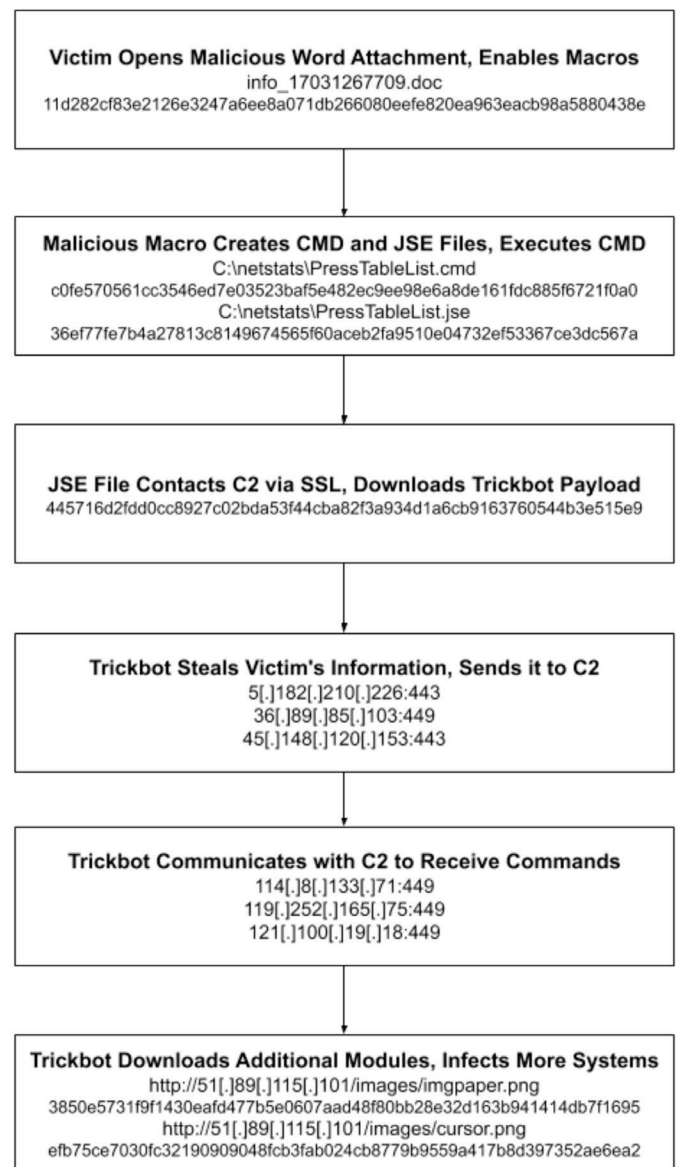 Victim Opens Malicious Word Attachment, Enables Macros
info_17031267709.doc
11d282cf83e2126e3247a6ee8a071db266080eefe820ea963eacb98a5880438e
Malicious Macro Creates CMD and JSE Files, Executes CMD
C:\netstats\PressTableList.cmd
c0fe570561cc3546ed7e03523baf5e482ec9ee98e6a8de161fdc885f6721f0a0
C:\netstats\PressTableList.jse
36ef77fe7b4a27813c8149674565f60aceb2fa9510e04732ef53367ce3dc567a
JSE File Contacts C2 via SSL, Downloads Trickbot Payload
445716d2fdd0cc8927c02bda53f44cba82f3a934d1a6cb9163760544b3e515e9
Trickbot Steals Victim's Information, Sends it to C2
5[.]182[.]210[.]226:443
36[.]89[.]85[.]103:449
45[.]148[.]120[.]153:443
Trickbot Communicates with C2 to Receive Commands
114[.]8[.]133[.]71:449
119[.]252[.]165[.]75:449
121[.]100[.]19[.]18:449
Trickbot Downloads Additional Modules, Infects More Systems
http://51[.]89[.]115[.]101/images/imgpaper.png
3850e5731f9f1430eafd477b5e0607aad48f80bb28e32d163b941414db7f1695
http://51[.]89[.]115[.]101/images/cursor.png
efb75ce7030fc32190909048fcb3fab024cb8779b9559a417b8d397352ae6ea2